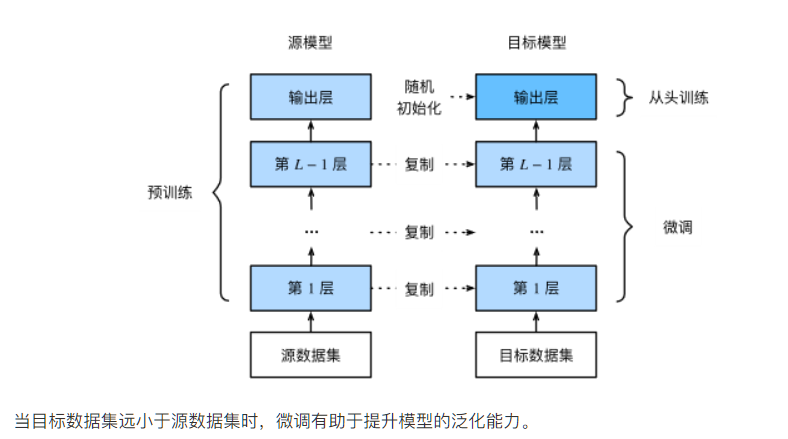 源模型
目标模型
输出层
随机
初始化
输出层
从头训练
第 L − 1 层
复制
第 L − 1 层
预训练
...
复制
...
微调
第 1 层
复制
第 1 层
源数据集
目标数据集
当目标数据集远小于源数据集时，微调有助于提升模型的泛化能力。